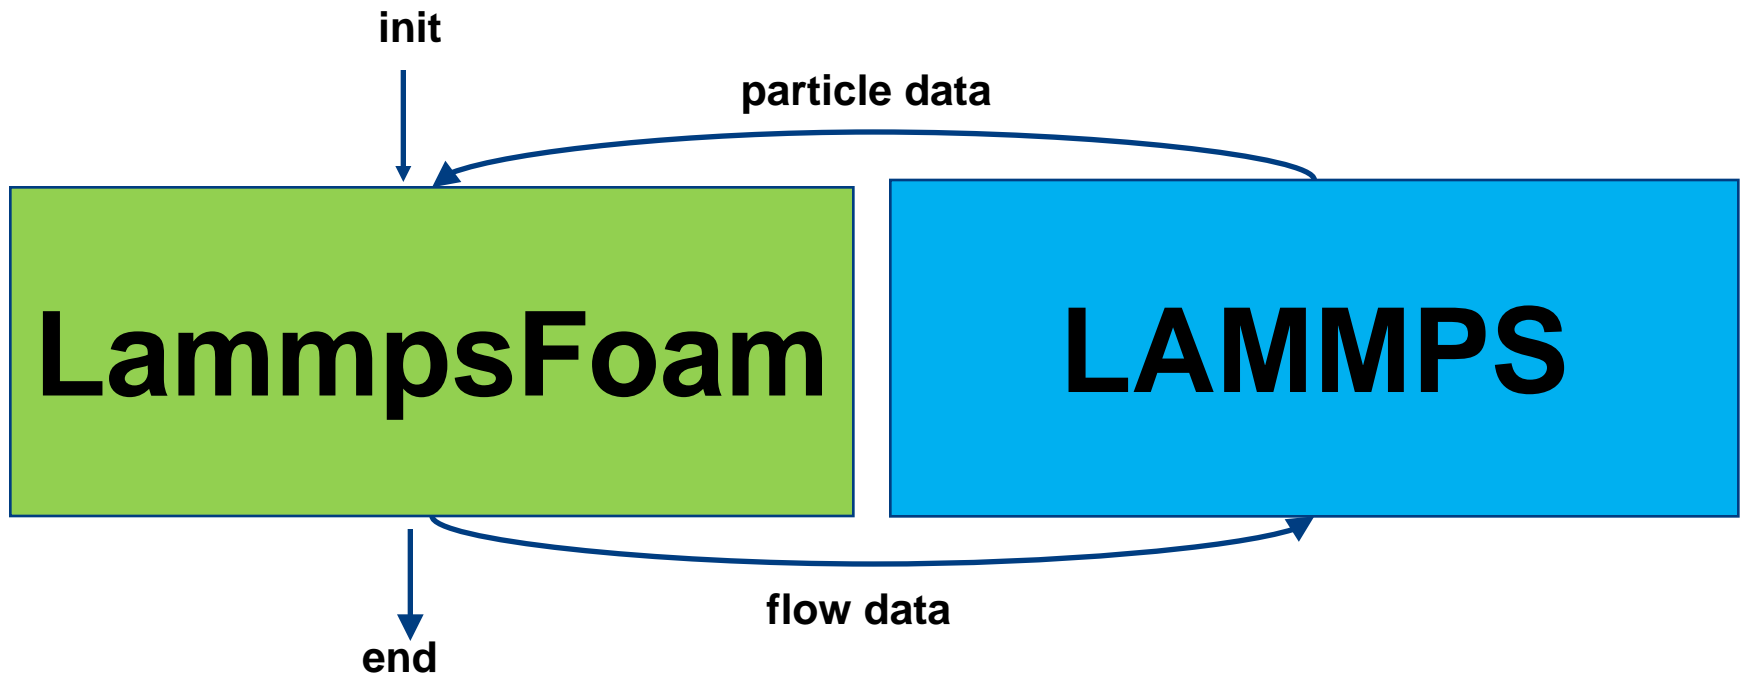 init
particle data
LammpsFoam
LAMMPS
flow data
end